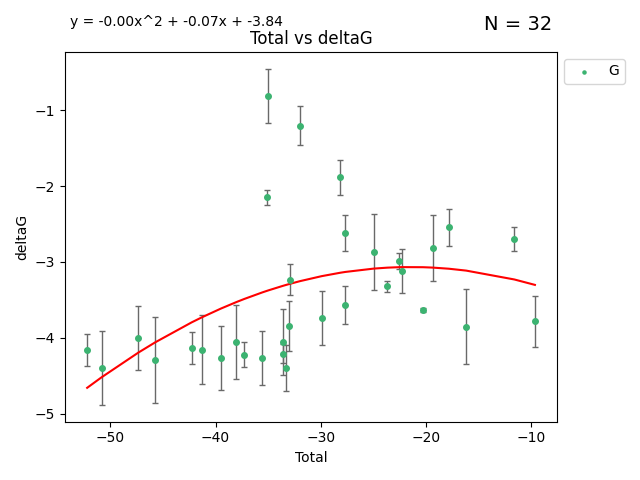 y = -0.00x^2 + -0.07x + -3.84
N = 32
Total vs deltaG
G
deltaG
−1
−2
−3
−4
−5
−50
−40
−30
−20
−10
Total